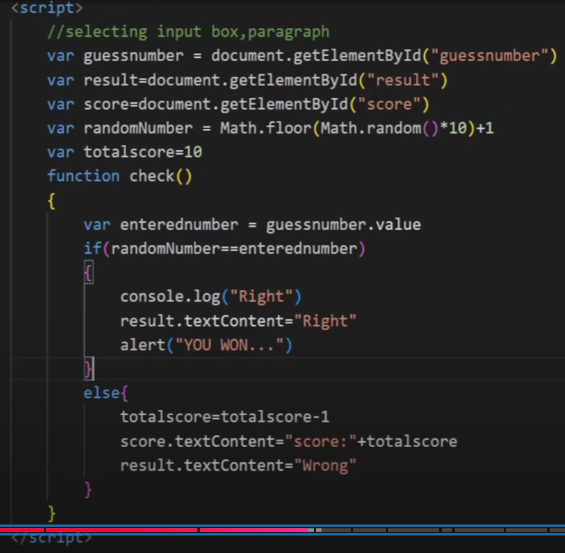 <script>
//selecting input box,paragraph
var guessnumber = document.getElementById("guessnumber")
var result=document.getElementById("result")
var score=document.getElementById("score")
var randomNumber = Math.floor(Math.random()*10)+1
var totalscore=10
function check()
{
var enterednumber = guessnumber.value
if(randomNumber==enterednumber)
{
console.log("Right")
result.textContent="Right"
alert("YOU WON...")
}
else{
totalscore=totalscore-1
score.textContent="score:"+totalscore
result.textContent="Wrong"
}
}
</script>